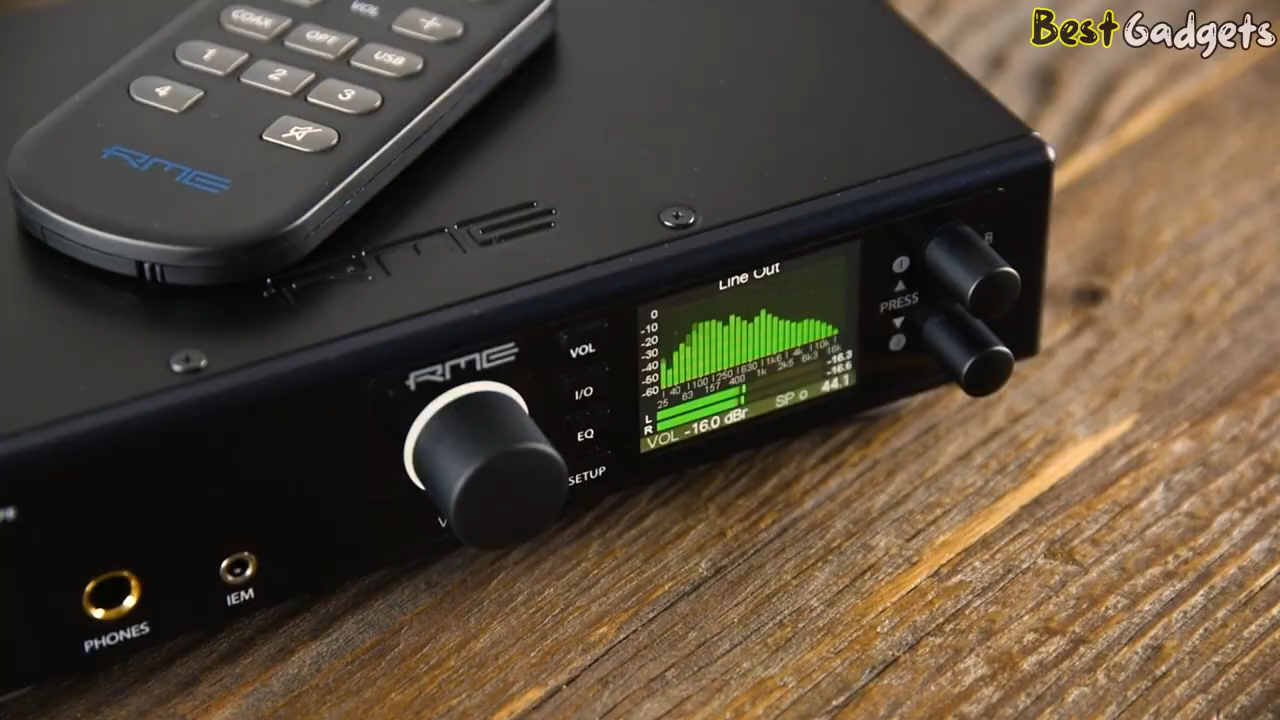 Best Gadgets
VOL
COAX OPT USB
1 2 3
4
RME
RME
RME
VOL
I/O
EQ
SETUP
Line Out
0
-10
-20
-30
-40
-50
-60
40 100 250 630 1k6 4k 10k
25 63 157 400 1k 2k5 6k3 16k
L
R
-16.3
-16.6
VOL -16.0 dBr SP 44.1
B
PRESS
PHONES
IEM